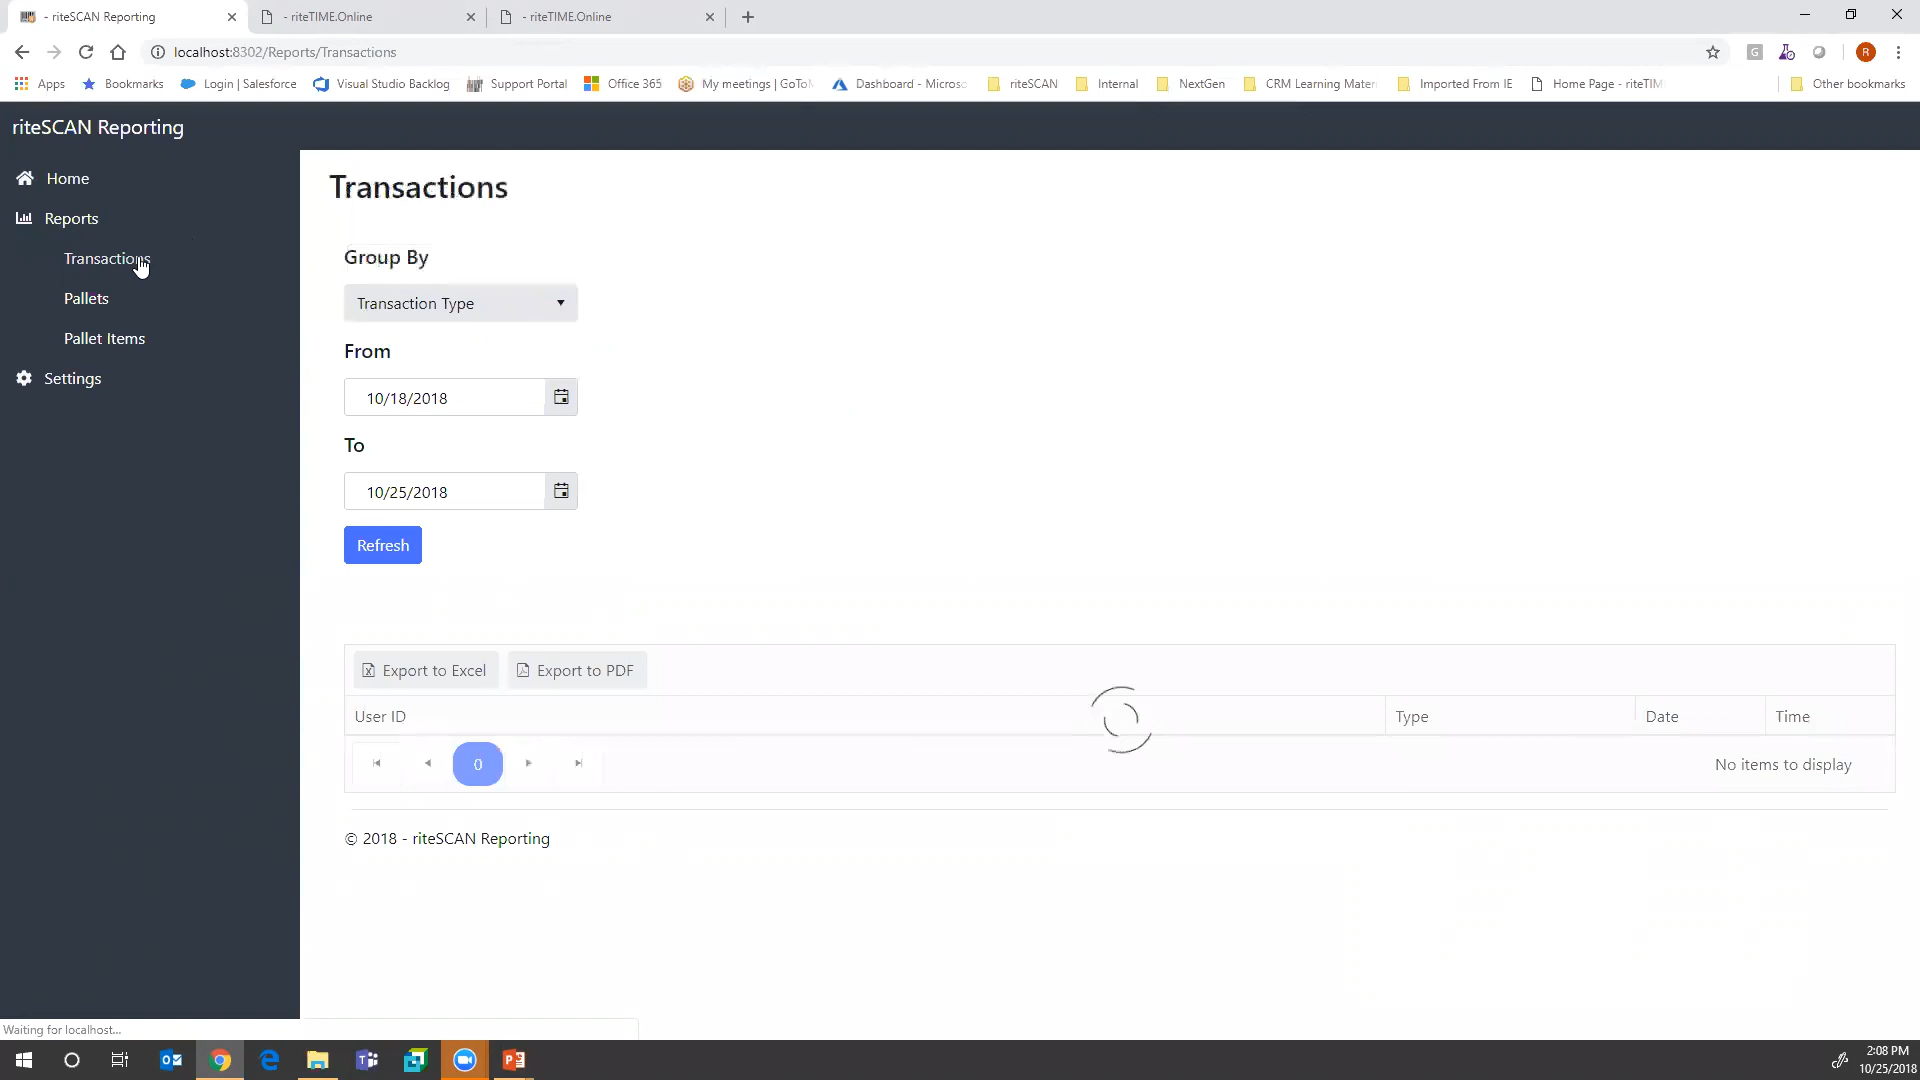 - riteSCAN Reporting
- riteTIME.Online
- riteTIME.Online
localhost:8302/Reports/Transactions
G
R
Apps
Bookmarks
Login | Salesforce
Visual Studio Backlog
Support Portal
Office 365
My meetings | GoTo
Dashboard - Micros
riteSCAN
Internal
NextGen
CRM Learning Mater
Imported From IE
Home Page - riteTI
Other bookmarks
riteSCAN Reporting
Home
Reports
Transactions
Pallets
Pallet Items
Settings
Transactions
Group By
Transaction Type
From
10/18/2018
To
10/25/2018
Refresh
Export to Excel
Export to PDF
User ID
Type
Date
Time
0
No items to display
© 2018 - riteSCAN Reporting
Waiting for localhost...
2:08 PM
10/25/2018